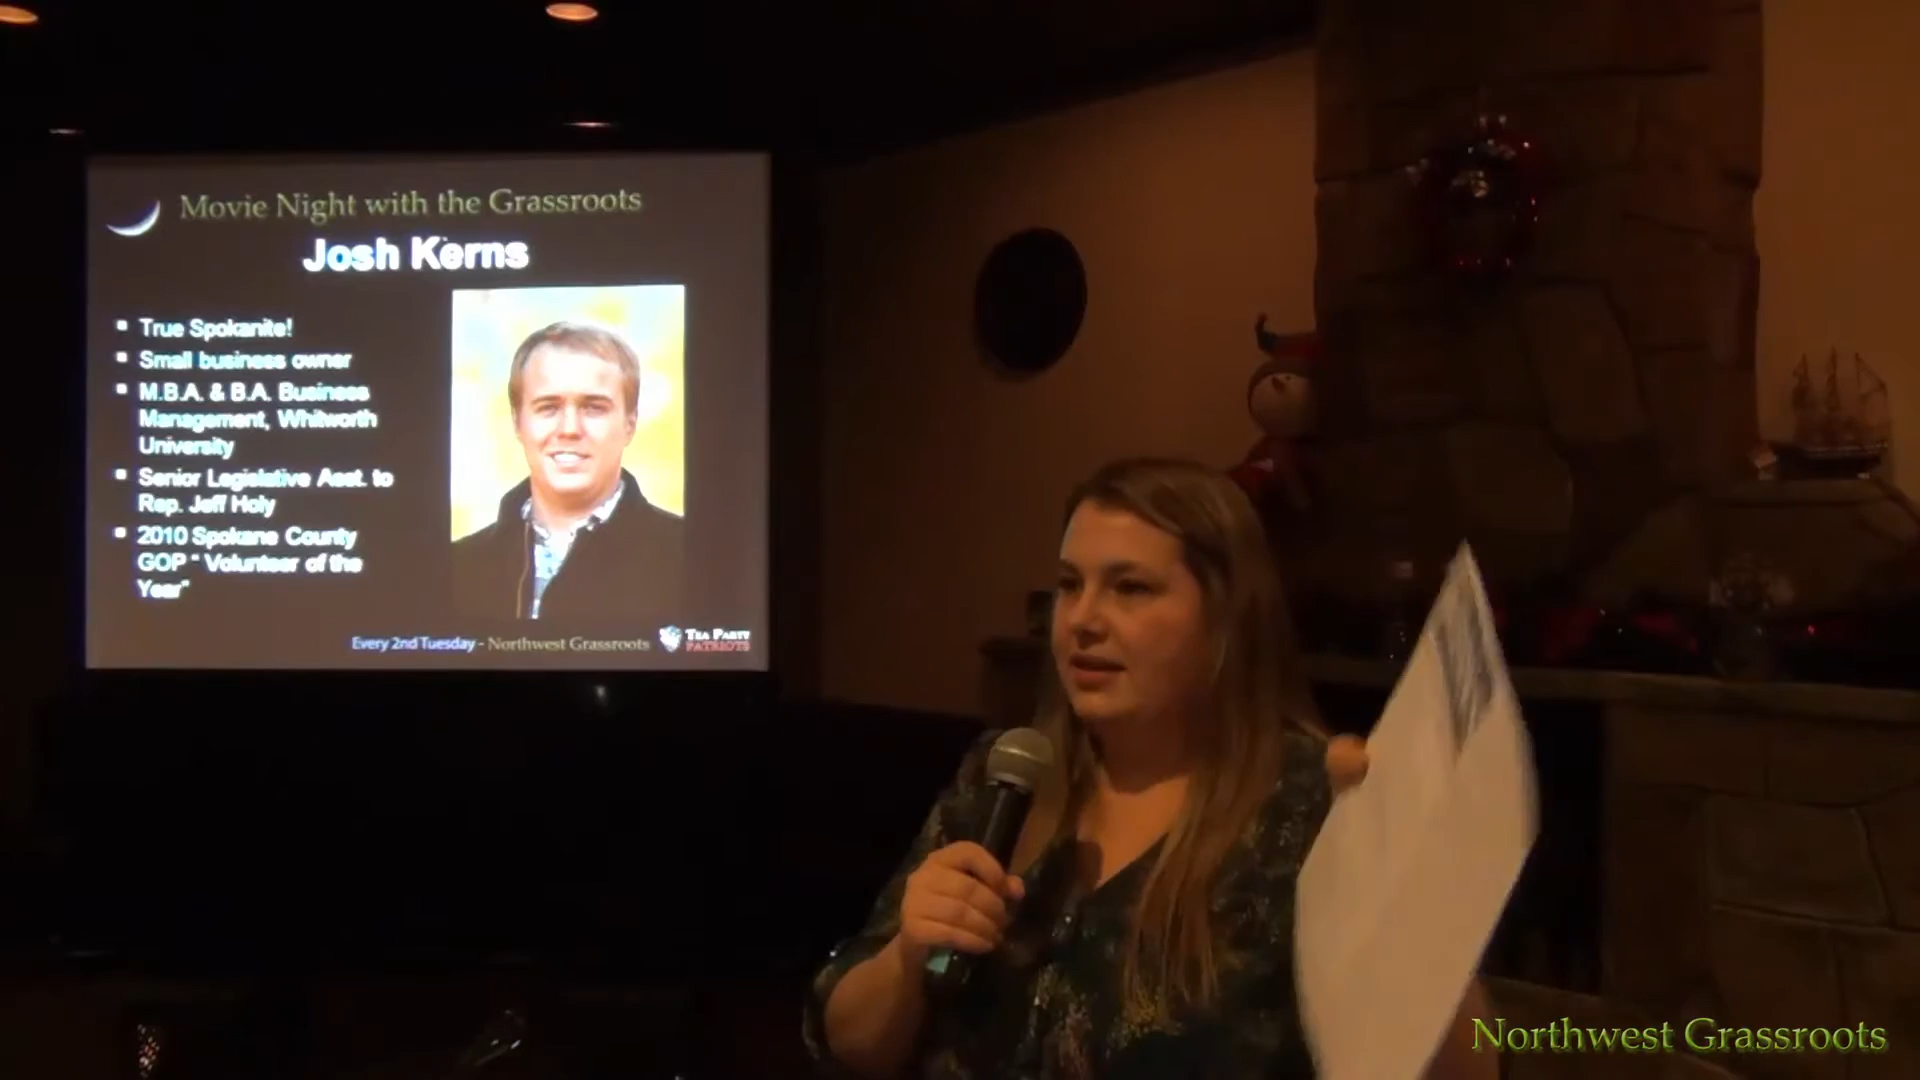 Movie Night with the Grassroots
Josh Kerns
▪ True Spokanite!
▪ Small business owner
▪ M.B.A. & B.A. Business
Management, Whitworth
University
▪ Senior Legislative Asst. to
Rep. Jeff Holy
▪ 2010 Spokane County
GOP “ Volunteer of the
Year”
Every 2nd Tuesday - Northwest Grassroots
TEA PARTY
PATRIOTS
Northwest Grassroots